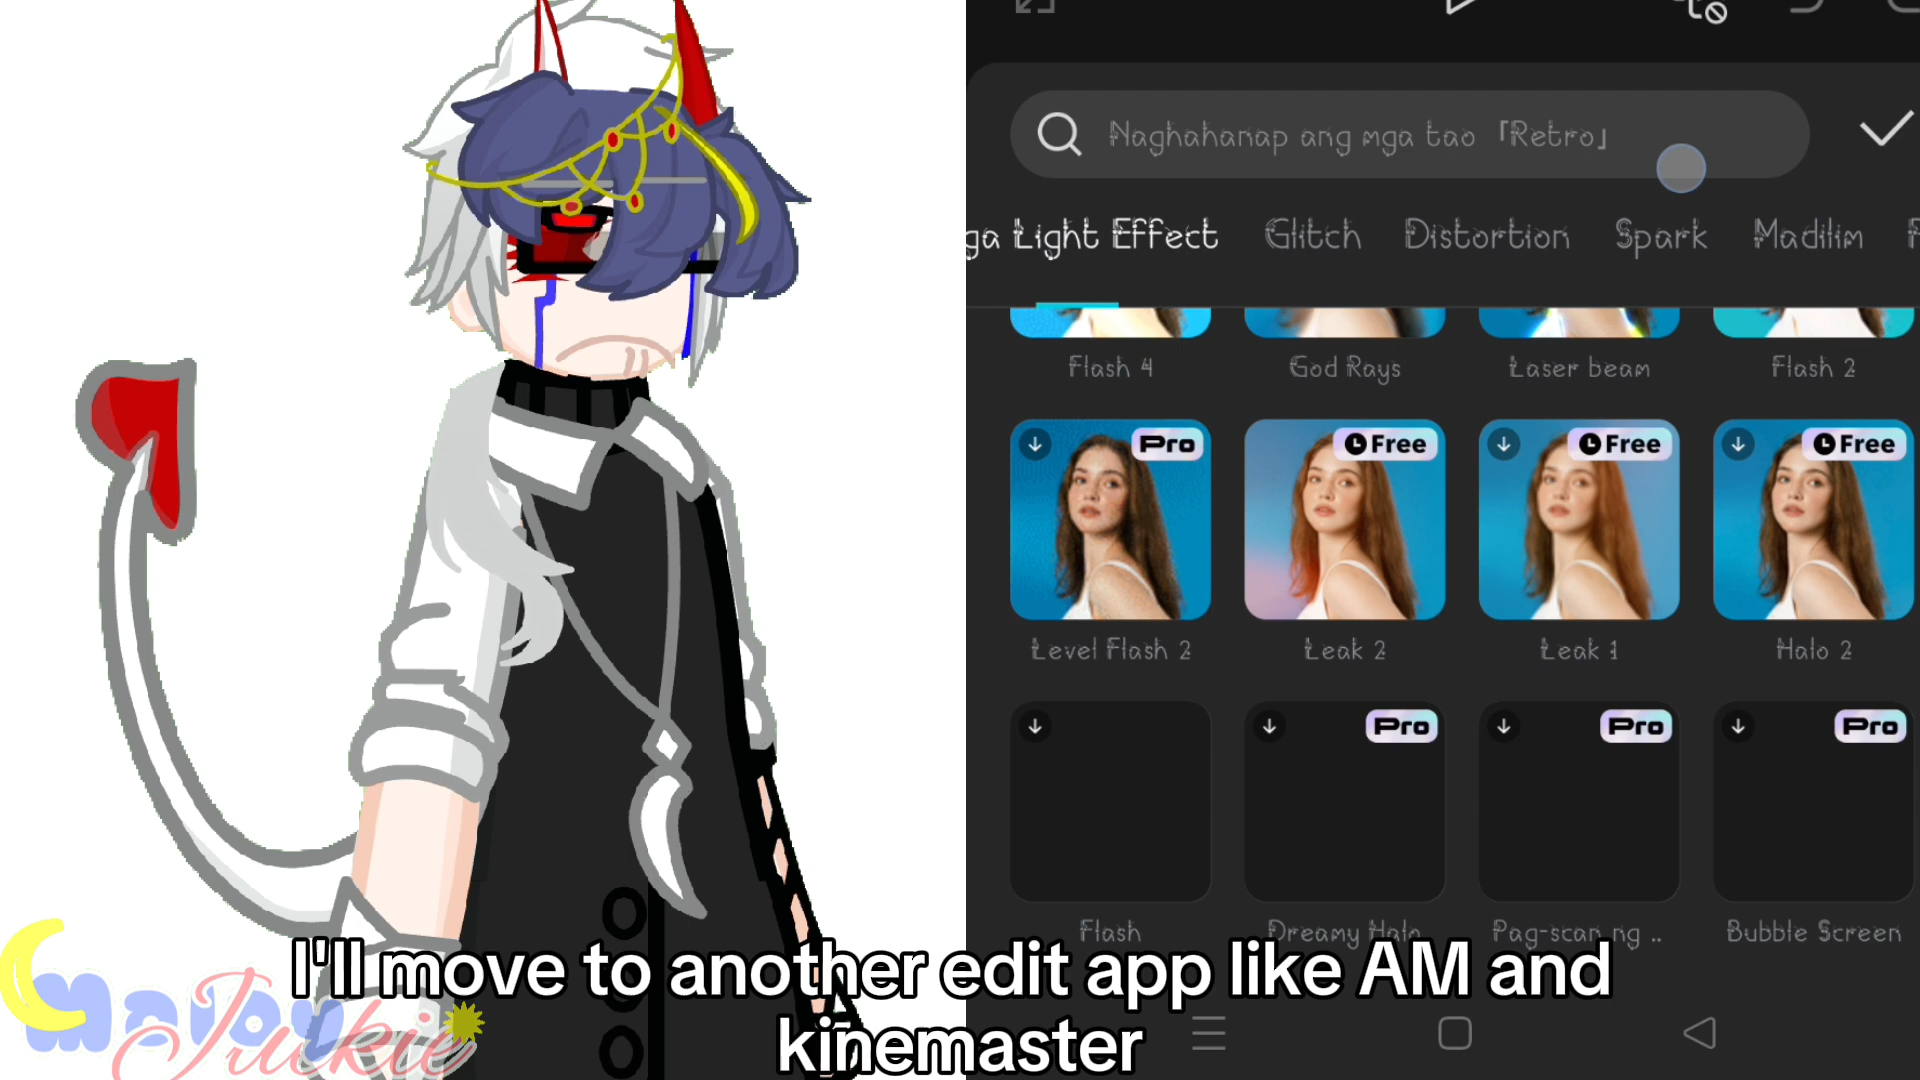 Naghahanap ang mga tao「Retro」
ga Light Effect Glitch Distortion Spark Madilim
Flash 4 God Rays Laser beam Flash 2
Pro Free Free Free
Level Flash 2 Leak 2 Leak 1 Halo 2
Pro Pro Pro
Flash Dreamy Halo Pag-scan ng .. Bubble Screen
I'll move to another edit app like AM and
kinemaster
Juckie